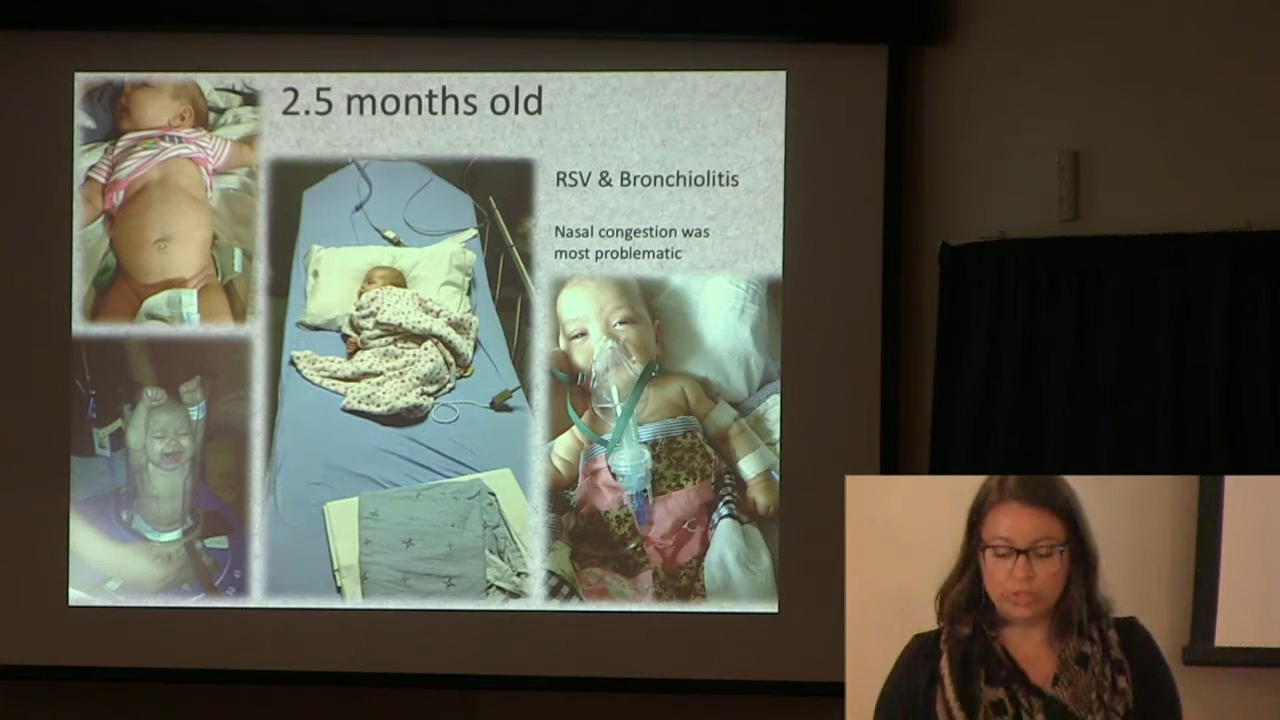 2.5 months old
RSV & Bronchiolitis
Nasal congestion was
most problematic